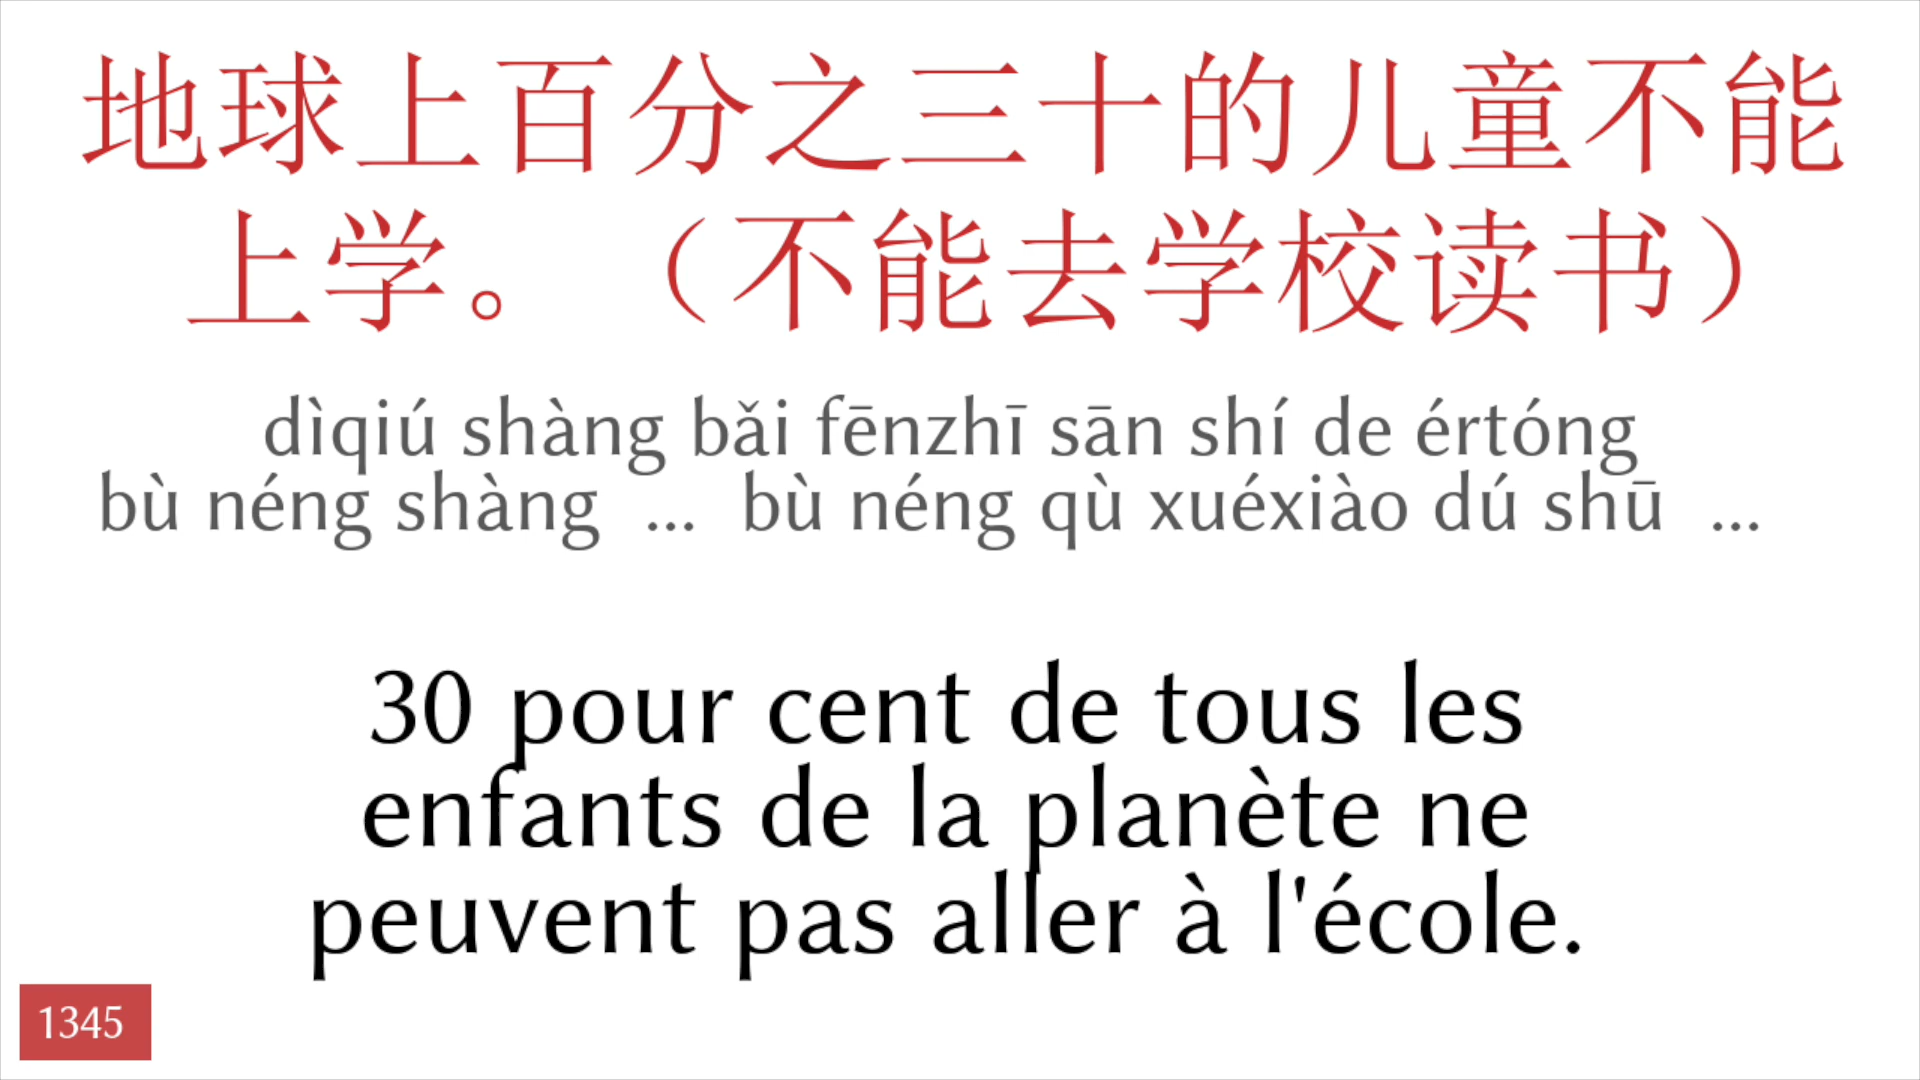 地球上百分之三十的儿童不能
上学。（不能去学校读书）
dìqiú shàng bǎi fēnzhī sān shí de értóng
bù néng shàng ... bù néng qù xuéxiào dú shū ...
30 pour cent de tous les
enfants de la planète ne
peuvent pas aller à l'école.
1345